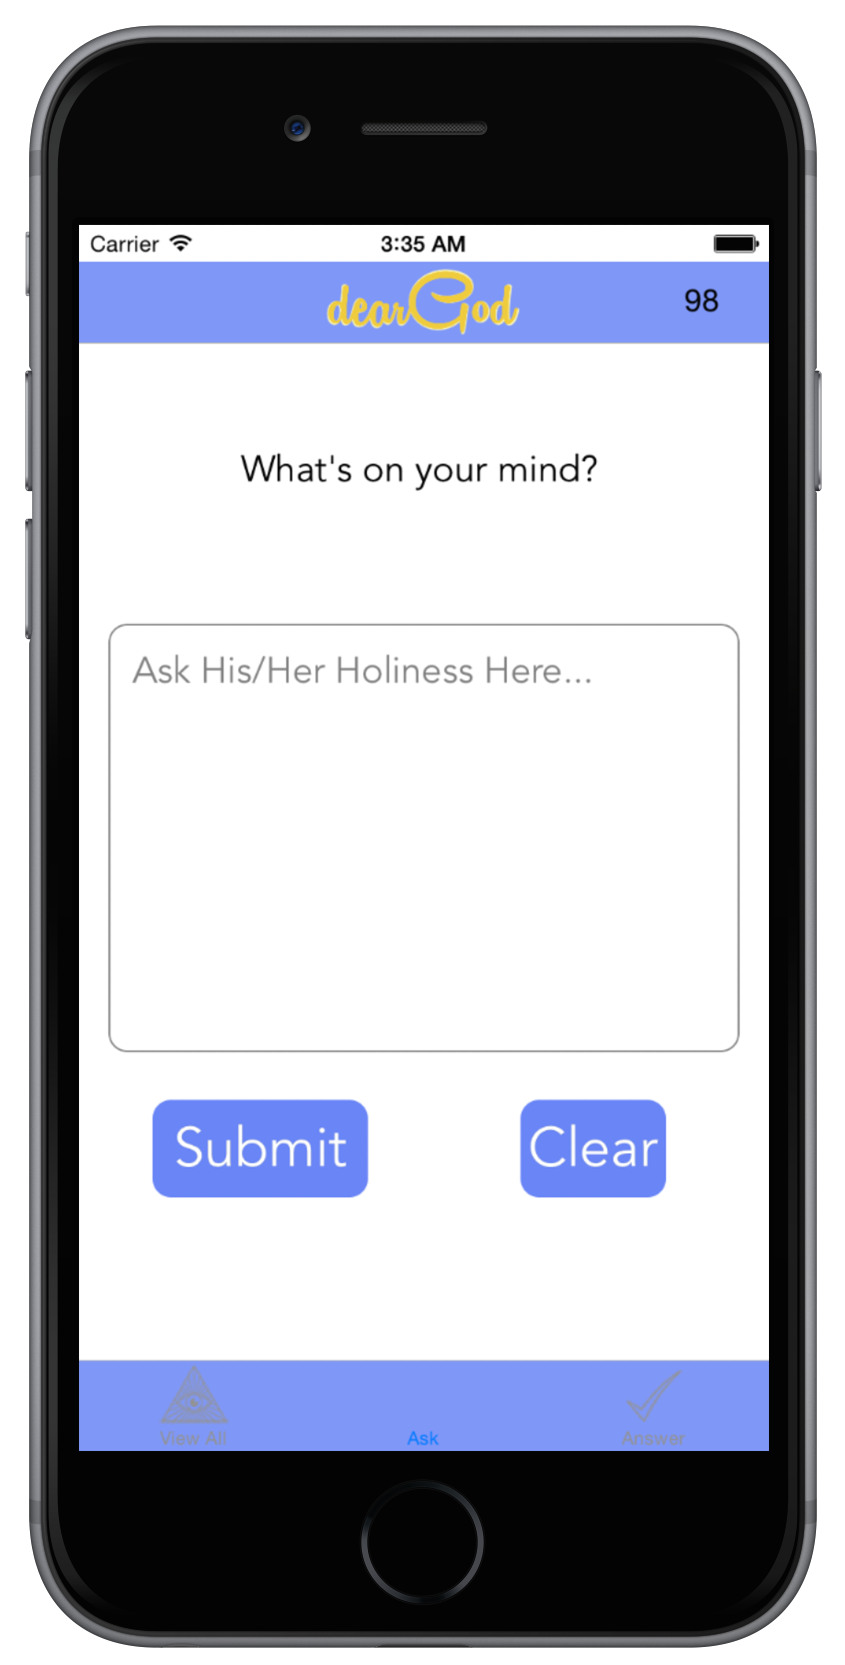 Carrier 3:35 AM
dearGod 98
What's on your mind?
Ask His/Her Holiness Here...
Submit Clear
View All Ask Answer